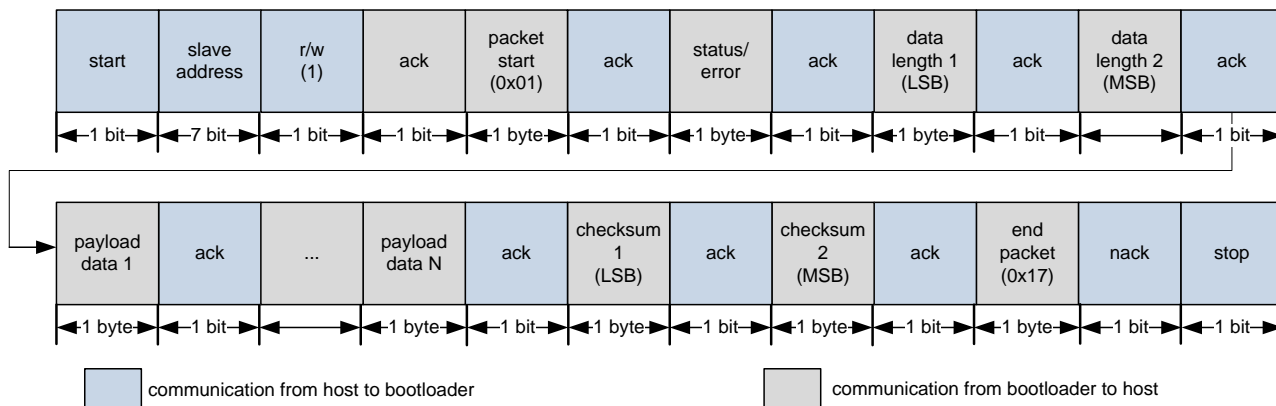 start
slave
address
r/w
(1)
ack
packet
start
(0x01)
ack
status/
error
ack
data
length 1
(LSB)
ack
data
length 2
(MSB)
ack
1 bit
7 bit
1 bit
1 bit
1 byte
1 bit
1 byte
1 bit
1 byte
1 bit
1 bit
payload
data 1
ack
...
payload
data N
ack
checksum
1
(LSB)
ack
checksum
2
(MSB)
ack
end
packet
(0x17)
nack
stop
1 byte
1 bit
1 byte
1 bit
1 byte
1 bit
1 byte
1 bit
1 byte
1 bit
1 bit
communication from host to bootloader
communication from bootloader to host